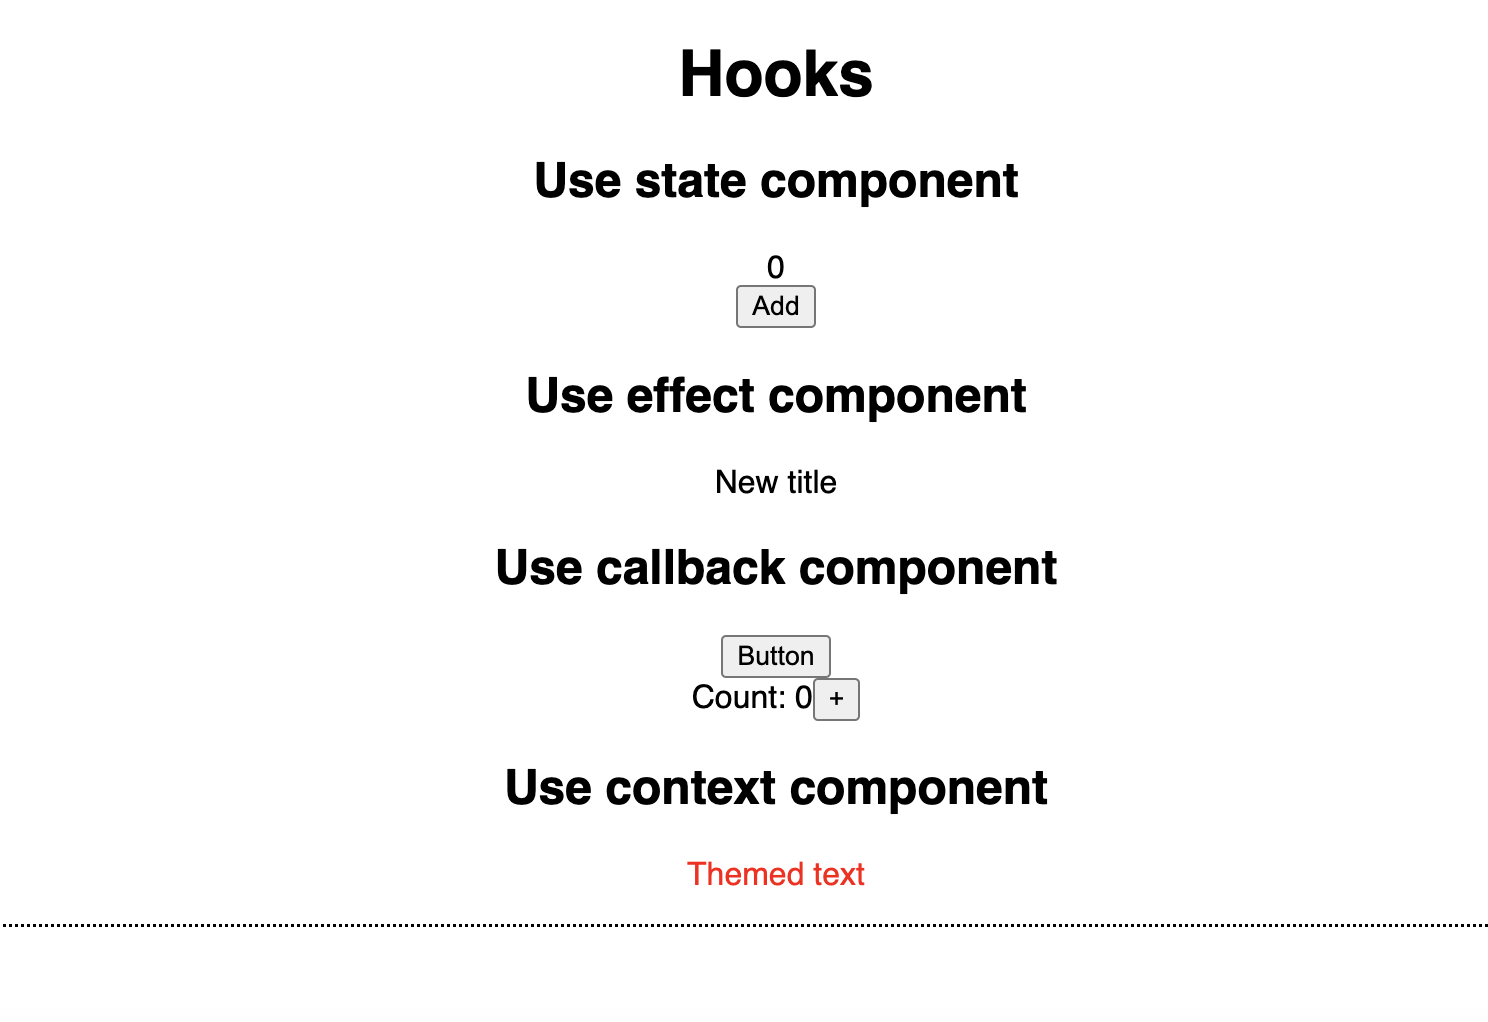 Hooks
Use state component
0
Add
Use effect component
New title
Use callback component
Button
Count: 0 +
Use context component
Themed text